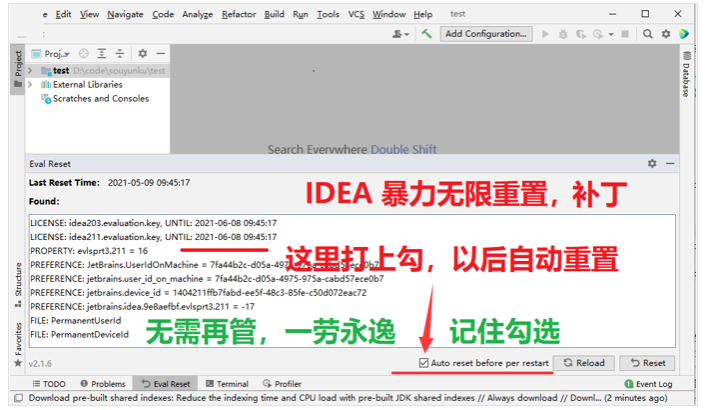 e Edit View Navigate Code Analyze Refactor Build Run Tools VCS Window Help test
Add Configuration...
Project
Proj..
test D:\code\souyunku\test
External Libraries
Scratches and Consoles
Database
Search Everywhere Double Shift
Eval Reset
Last Reset Time: 2021-05-09 09:45:17
IDEA 暴力无限重置，补丁
Found:
LICENSE: idea203.evaluation.key, UNTIL: 2021-06-08 09:45:17
LICENSE: idea211.evaluation.key, UNTIL: 2021-06-08 09:45:17
PROPERTY: evlsprt3.211 = 16
这里打上勾，以后自动重置
PREFERENCE: JetBrains.UserIdOnMachine = 7fa44b2c-d05a-4975-975a-cabd57ece0b7
PREFERENCE: jetbrains.user_id_on_machine = 7fa44b2c-d05a-4975-975a-cabd57ece0b7
PREFERENCE: jetbrains.device_id = 1404211ffb7fabd-ee5f-48c3-85fe-c50d072eac72
PREFERENCE: jetbrains.idea.9e8aefbf.evlsprt3.211 = -17
FILE: PermanentUserId
FILE: PermanentDeviceId
无需再管，一劳永逸 记住勾选
Structure
Favorites
v2.1.6
Auto reset before per restart Reload Reset
TODO Problems Eval Reset Terminal Profiler Event Log
Download pre-built shared indexes: Reduce the indexing time and CPU load with pre-built JDK shared indexes // Always download // Downl... (2 minutes ago)